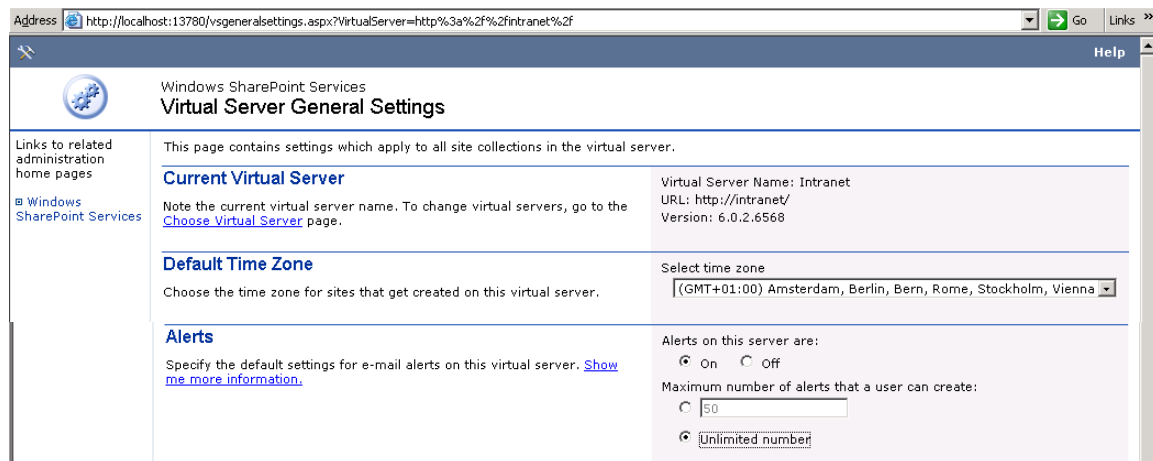 Address http://localhost:13780/vsgeneralsettings.aspx?VirtualServer=http%3a%2f%2fintranet%2f Go Links »
Help
Windows SharePoint Services
Virtual Server General Settings
Links to related
administration
home pages
Windows
SharePoint Services
This page contains settings which apply to all site collections in the virtual server.
Current Virtual Server
Note the current virtual server name. To change virtual servers, go to the
Choose Virtual Server page.
Virtual Server Name: Intranet
URL: http://intranet/
Version: 6.0.2.6568
Default Time Zone
Choose the time zone for sites that get created on this virtual server.
Select time zone
(GMT+01:00) Amsterdam, Berlin, Bern, Rome, Stockholm, Vienna
Alerts
Specify the default settings for e-mail alerts on this virtual server. Show
me more information.
Alerts on this server are:
On Off
Maximum number of alerts that a user can create:
50
Unlimited number